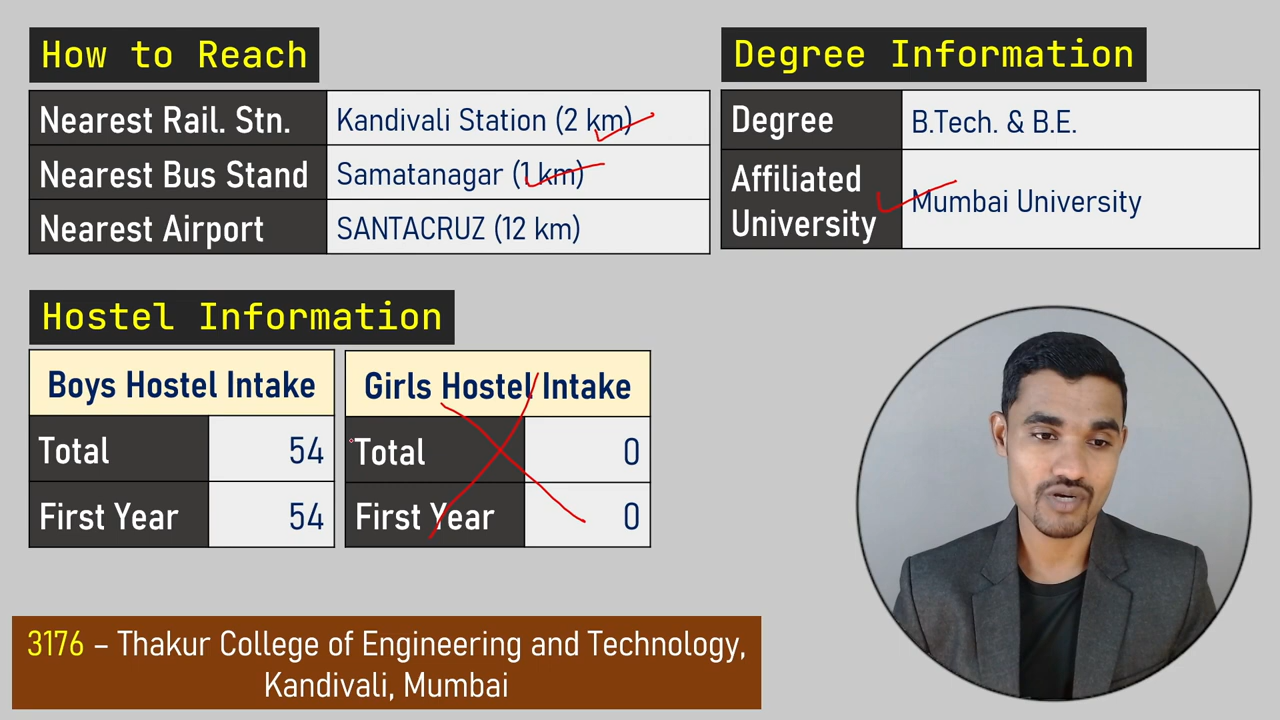 How to Reach
Nearest Rail. Stn. Kandivali Station (2 km)
Nearest Bus Stand Samatanagar (1 km)
Nearest Airport SANTACRUZ (12 km)
Degree Information
Degree B.Tech. & B.E.
Affiliated
University Mumbai University
Hostel Information
Boys Hostel Intake
Total 54
First Year 54
Girls Hostel Intake
Total 0
First Year 0
3176 – Thakur College of Engineering and Technology,
Kandivali, Mumbai